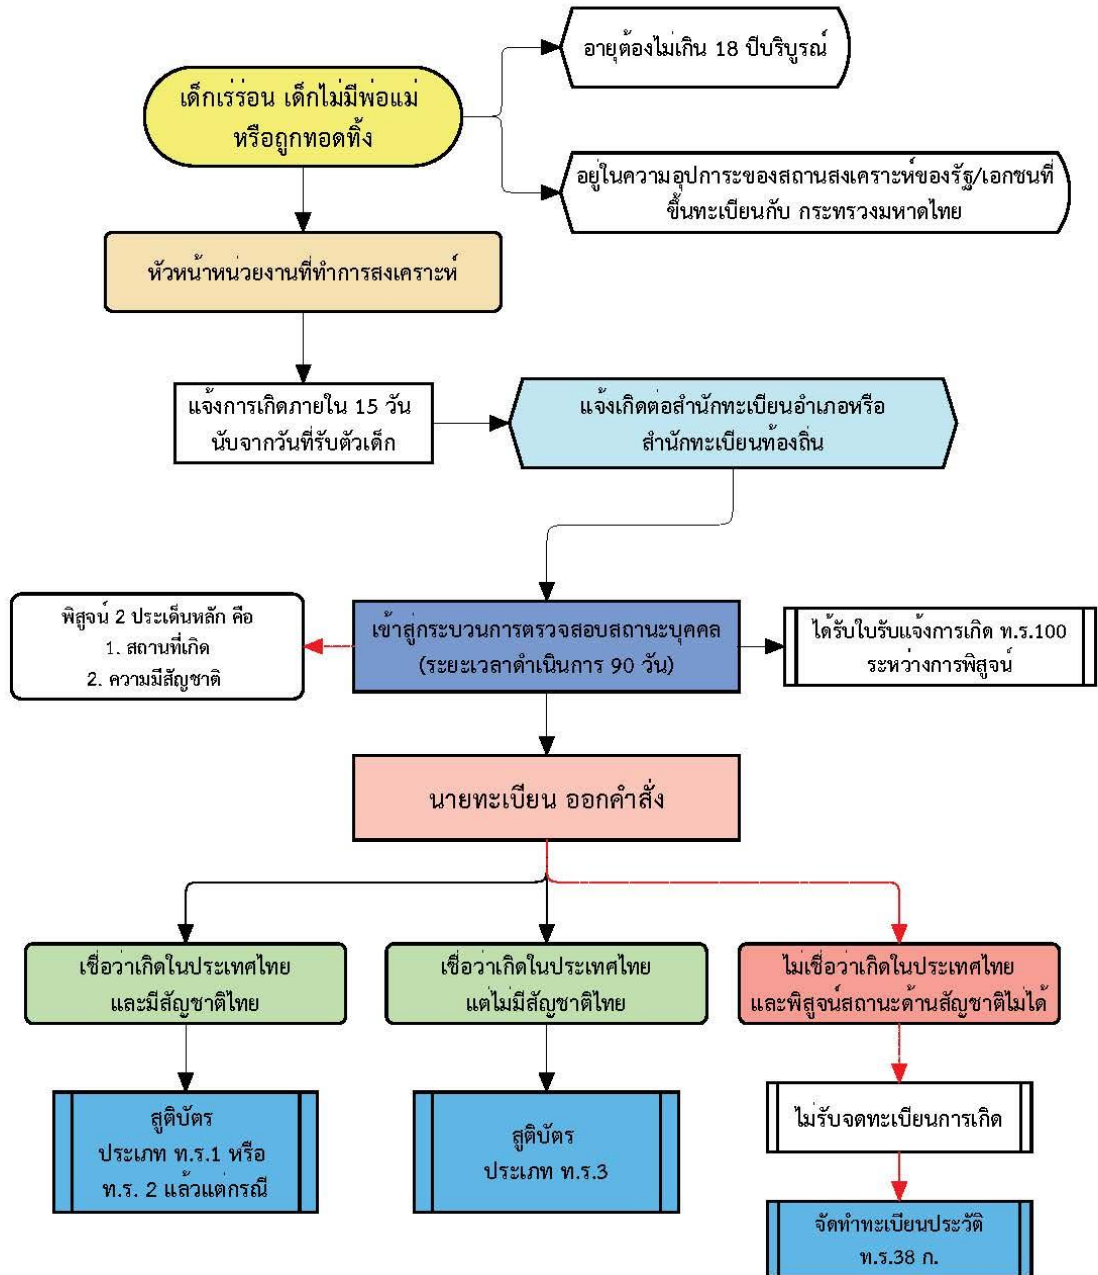 อายุต้องไม่เกิน 18 ปีบริบูรณ์
เด็กเร่ร่อน เด็กไม่มีพ่อแม่
หรือถูกทอดทิ้ง
อยู่ในความอุปการะของสถานสงเคราะห์ของรัฐ/เอกชนที่
ขึ้นทะเบียนกับ กระทรวงมหาดไทย
หัวหน้าหน่วยงานที่ทำการสงเคราะห์
แจ้งการเกิดภายใน 15 วัน
นับจากวันที่รับตัวเด็ก
แจ้งเกิดต่อสำนักทะเบียนอำเภอหรือ
สำนักทะเบียนท้องถิ่น
พิสูจน์ 2 ประเด็นหลัก คือ
1. สถานที่เกิด
2. ความมีสัญชาติ
เข้าสู่กระบวนการตรวจสอบสถานะบุคคล
(ระยะเวลาดำเนินการ 90 วัน)
ได้รับใบรับแจ้งการเกิด ท.ร.100
ระหว่างการพิสูจน์
นายทะเบียน ออกคำสั่ง
เชื่อว่าเกิดในประเทศไทย
และมีสัญชาติไทย
เชื่อว่าเกิดในประเทศไทย
แต่ไม่มีสัญชาติไทย
ไม่เชื่อว่าเกิดในประเทศไทย
และพิสูจน์สถานะด้านสัญชาติไม่ได้
สูติบัตร
ประเภท ท.ร.1 หรือ
ท.ร. 2 แล้วแต่กรณี
สูติบัตร
ประเภท ท.ร.3
ไม่รับจดทะเบียนการเกิด
จัดทำทะเบียนประวัติ
ท.ร.38 ก.